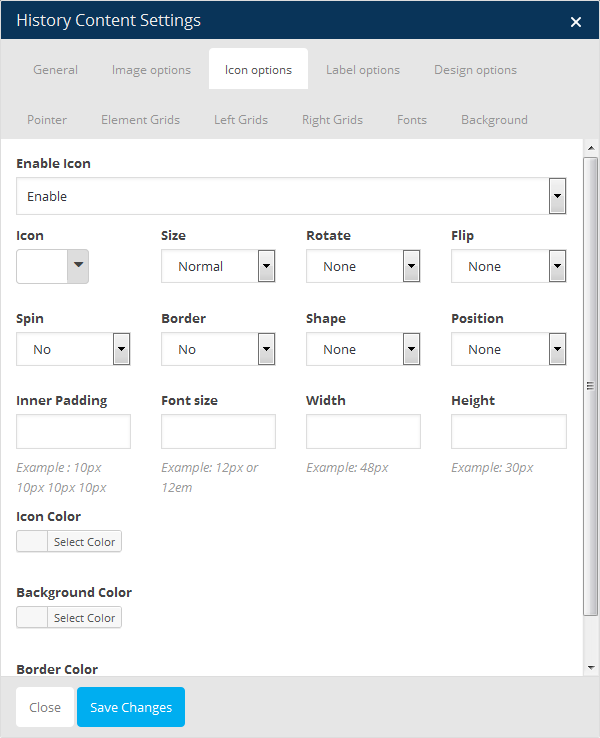 History Content Settings ×
General Image options Icon options Label options Design options
Pointer Element Grids Left Grids Right Grids Fonts Background
Enable Icon
Enable
Icon Size Rotate Flip
Normal None None
Spin Border Shape Position
No No None None
Inner Padding Font size Width Height
Example : 10px Example: 12px or Example: 48px Example: 30px
10px 10px 10px 12em
Icon Color
Select Color
Background Color
Select Color
Border Color
Close Save Changes